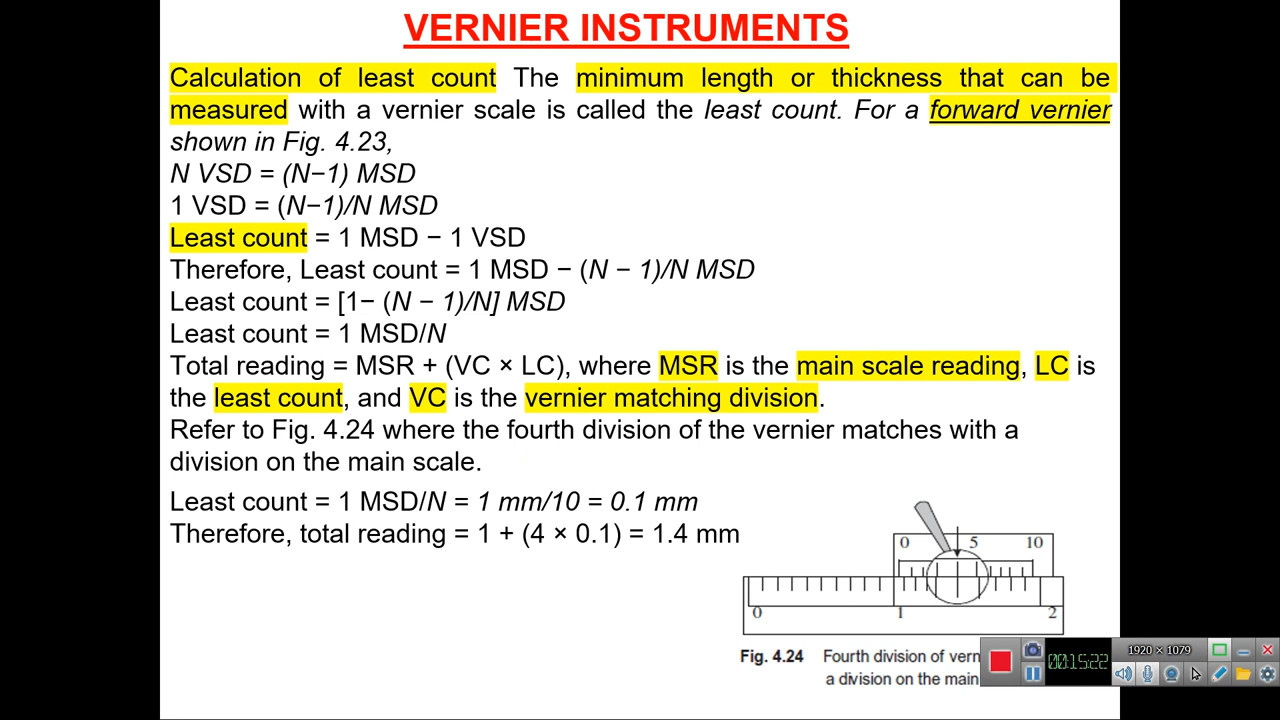 VERNIER INSTRUMENTS
Calculation of least count The minimum length or thickness that can be
measured with a vernier scale is called the least count. For a forward vernier
shown in Fig. 4.23,
N VSD = (N−1) MSD
1 VSD = (N−1)/N MSD
Least count = 1 MSD − 1 VSD
Therefore, Least count = 1 MSD − (N − 1)/N MSD
Least count = [1− (N − 1)/N] MSD
Least count = 1 MSD/N
Total reading = MSR + (VC × LC), where MSR is the main scale reading, LC is
the least count, and VC is the vernier matching division.
Refer to Fig. 4.24 where the fourth division of the vernier matches with a
division on the main scale.
Least count = 1 MSD/N = 1 mm/10 = 0.1 mm
Therefore, total reading = 1 + (4 × 0.1) = 1.4 mm
0 5 10
0 1 2
Fig. 4.24 Fourth division of vern
a division on the main
1920 × 1079
00:15:22